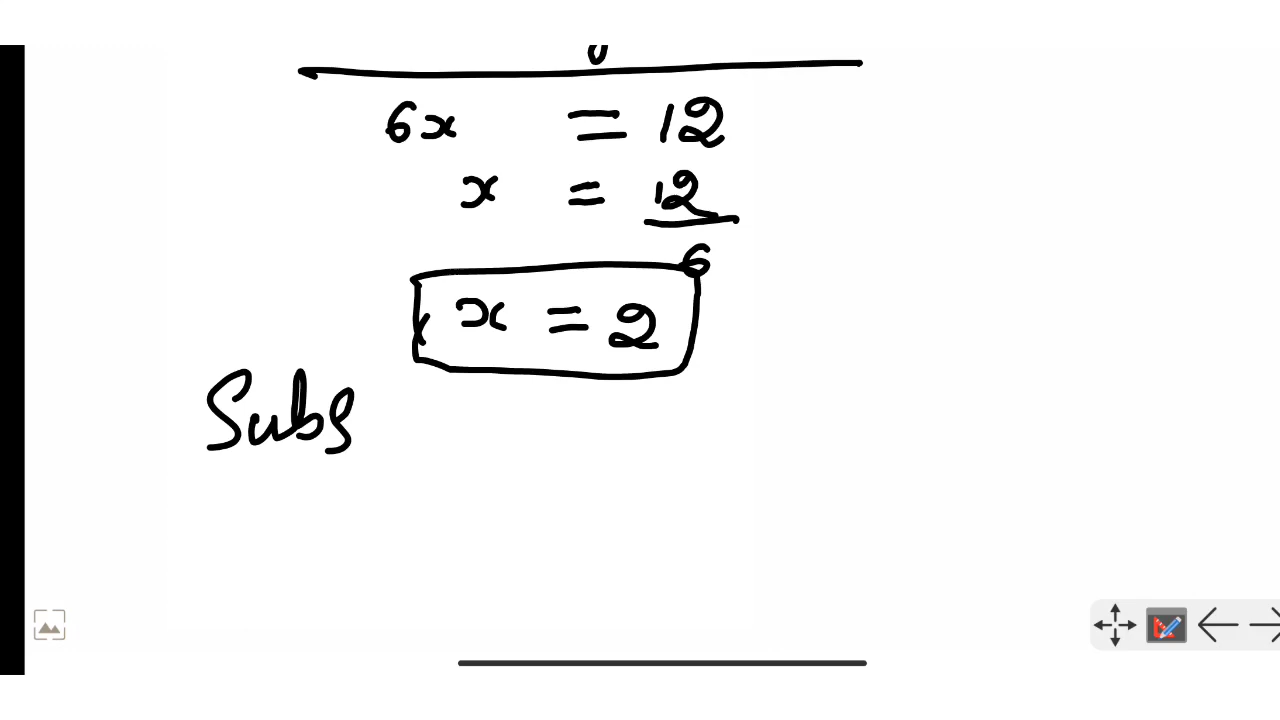 6x = 12
x = 12
6
x = 2
Subs